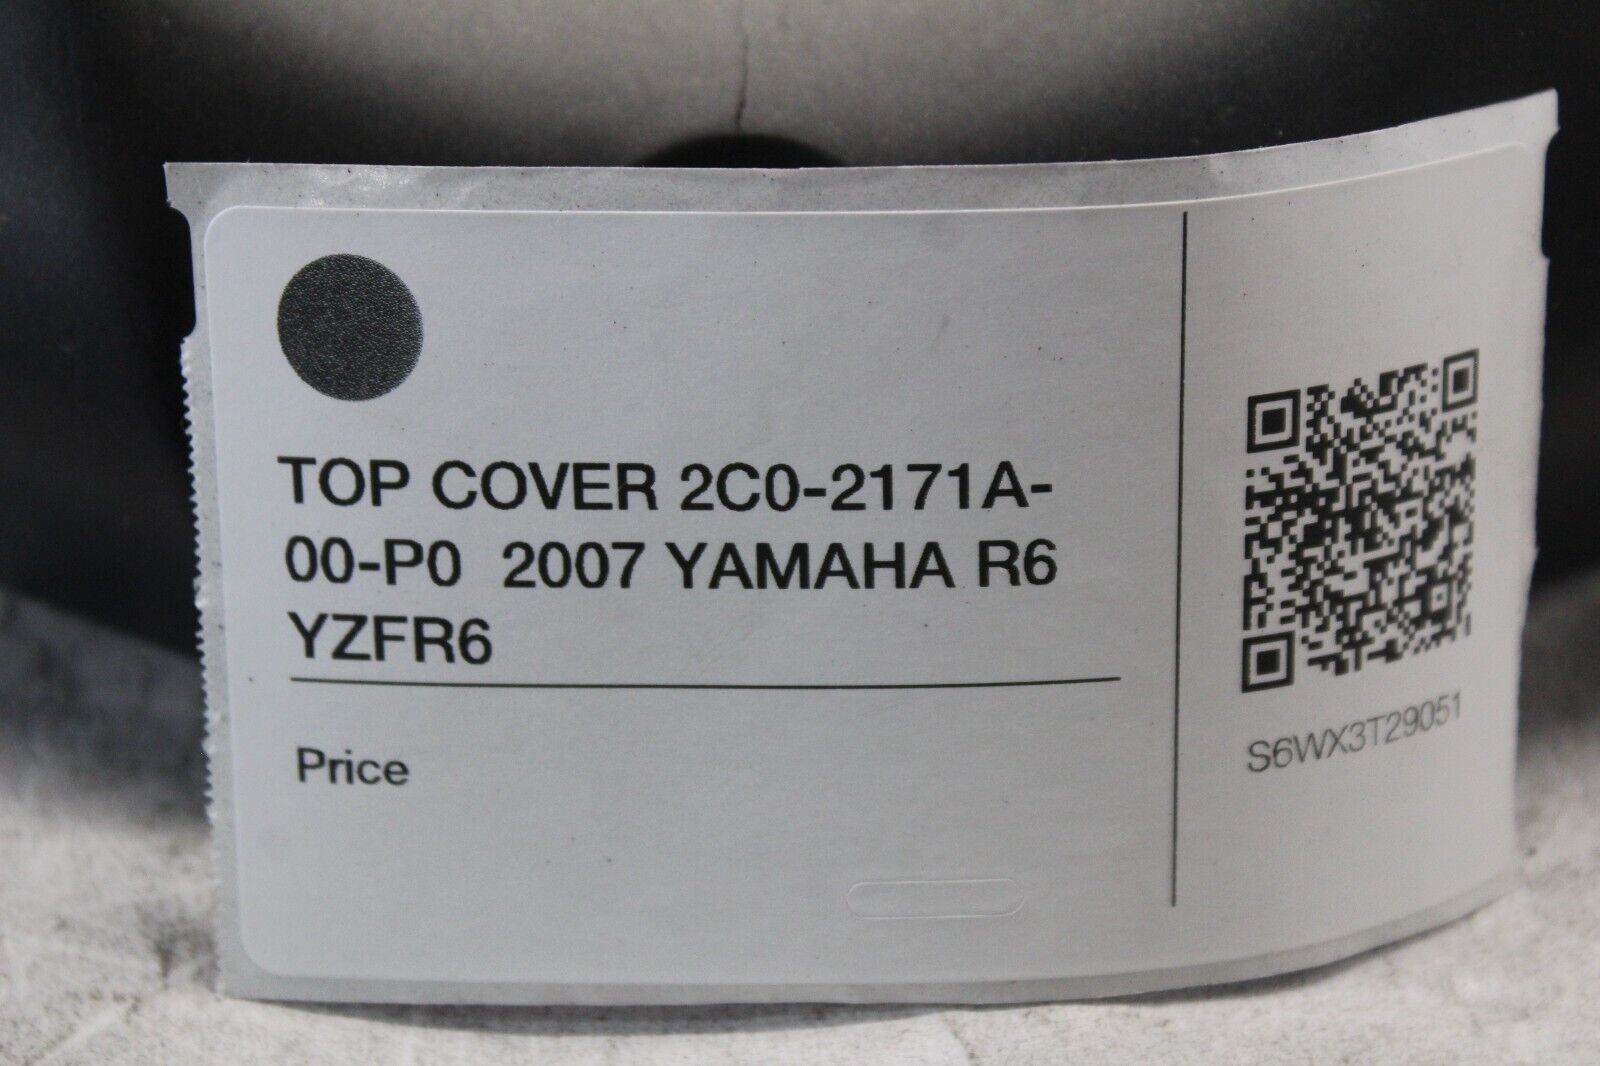 TOP COVER 2C0-2171A-
00-P0  2007 YAMAHA R6
YZFR6
Price
S6WX3T29051